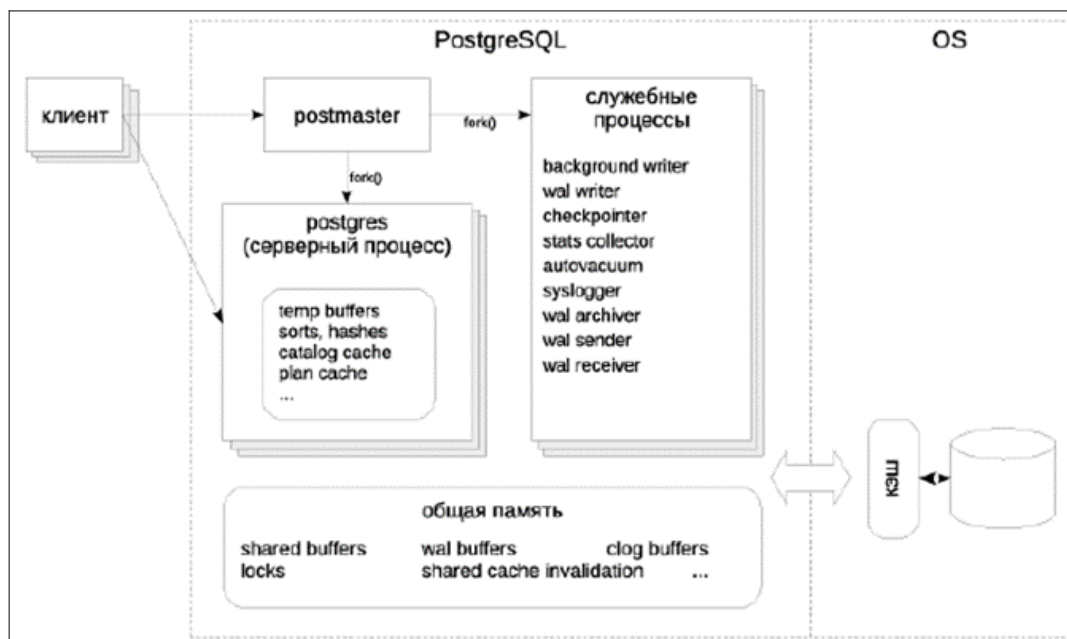 PostgreSQL
OS
клиент
postmaster
fork()
fork()
служебные
процессы
background writer
wal writer
checkpointer
stats collector
autovacuum
syslogger
wal archiver
wal sender
wal receiver
postgres
(серверный процесс)
temp buffers
sorts, hashes
catalog cache
plan cache
...
кэш
общая память
shared buffers wal buffers clog buffers
locks shared cache invalidation ...